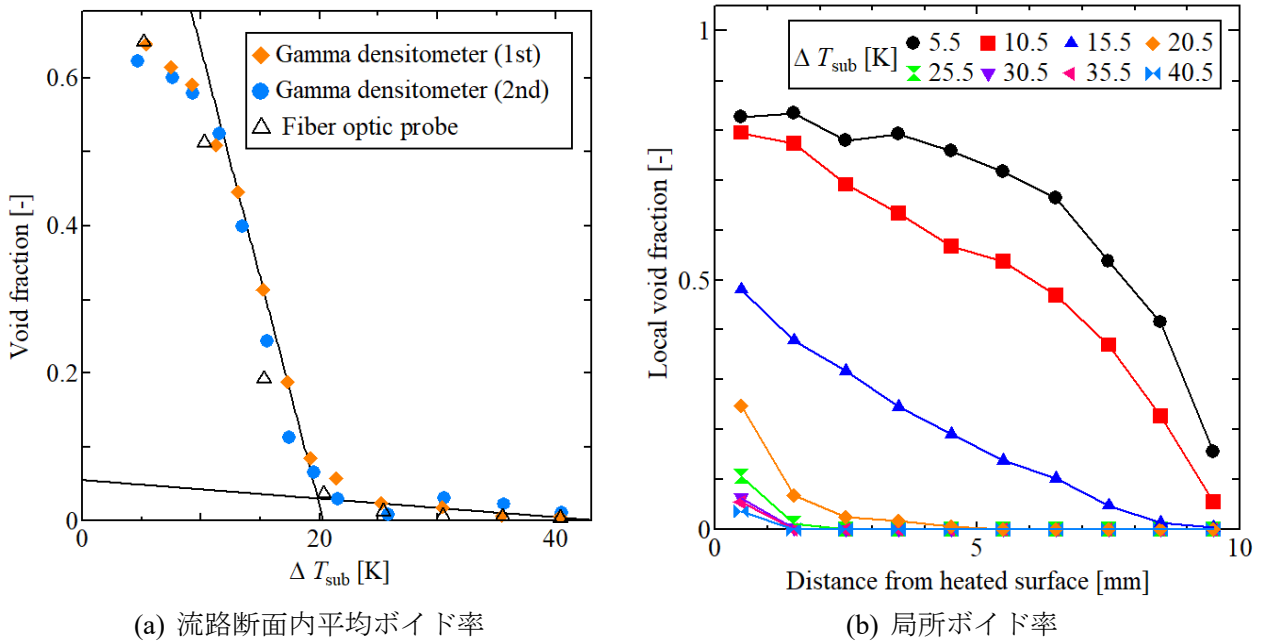 Gamma densitometer (1st)
Gamma densitometer (2nd)
Fiber optic probe
0.6
0.4
0.2
0
Void fraction [-]
0 20 40
Δ Tsub [K]
(a) 流路断面内平均ボイド率
Δ Tsub [K]
5.5 10.5 15.5 20.5
25.5 30.5 35.5 40.5
1
0.5
0
Local void fraction [-]
0 5 10
Distance from heated surface [mm]
(b) 局所ボイド率